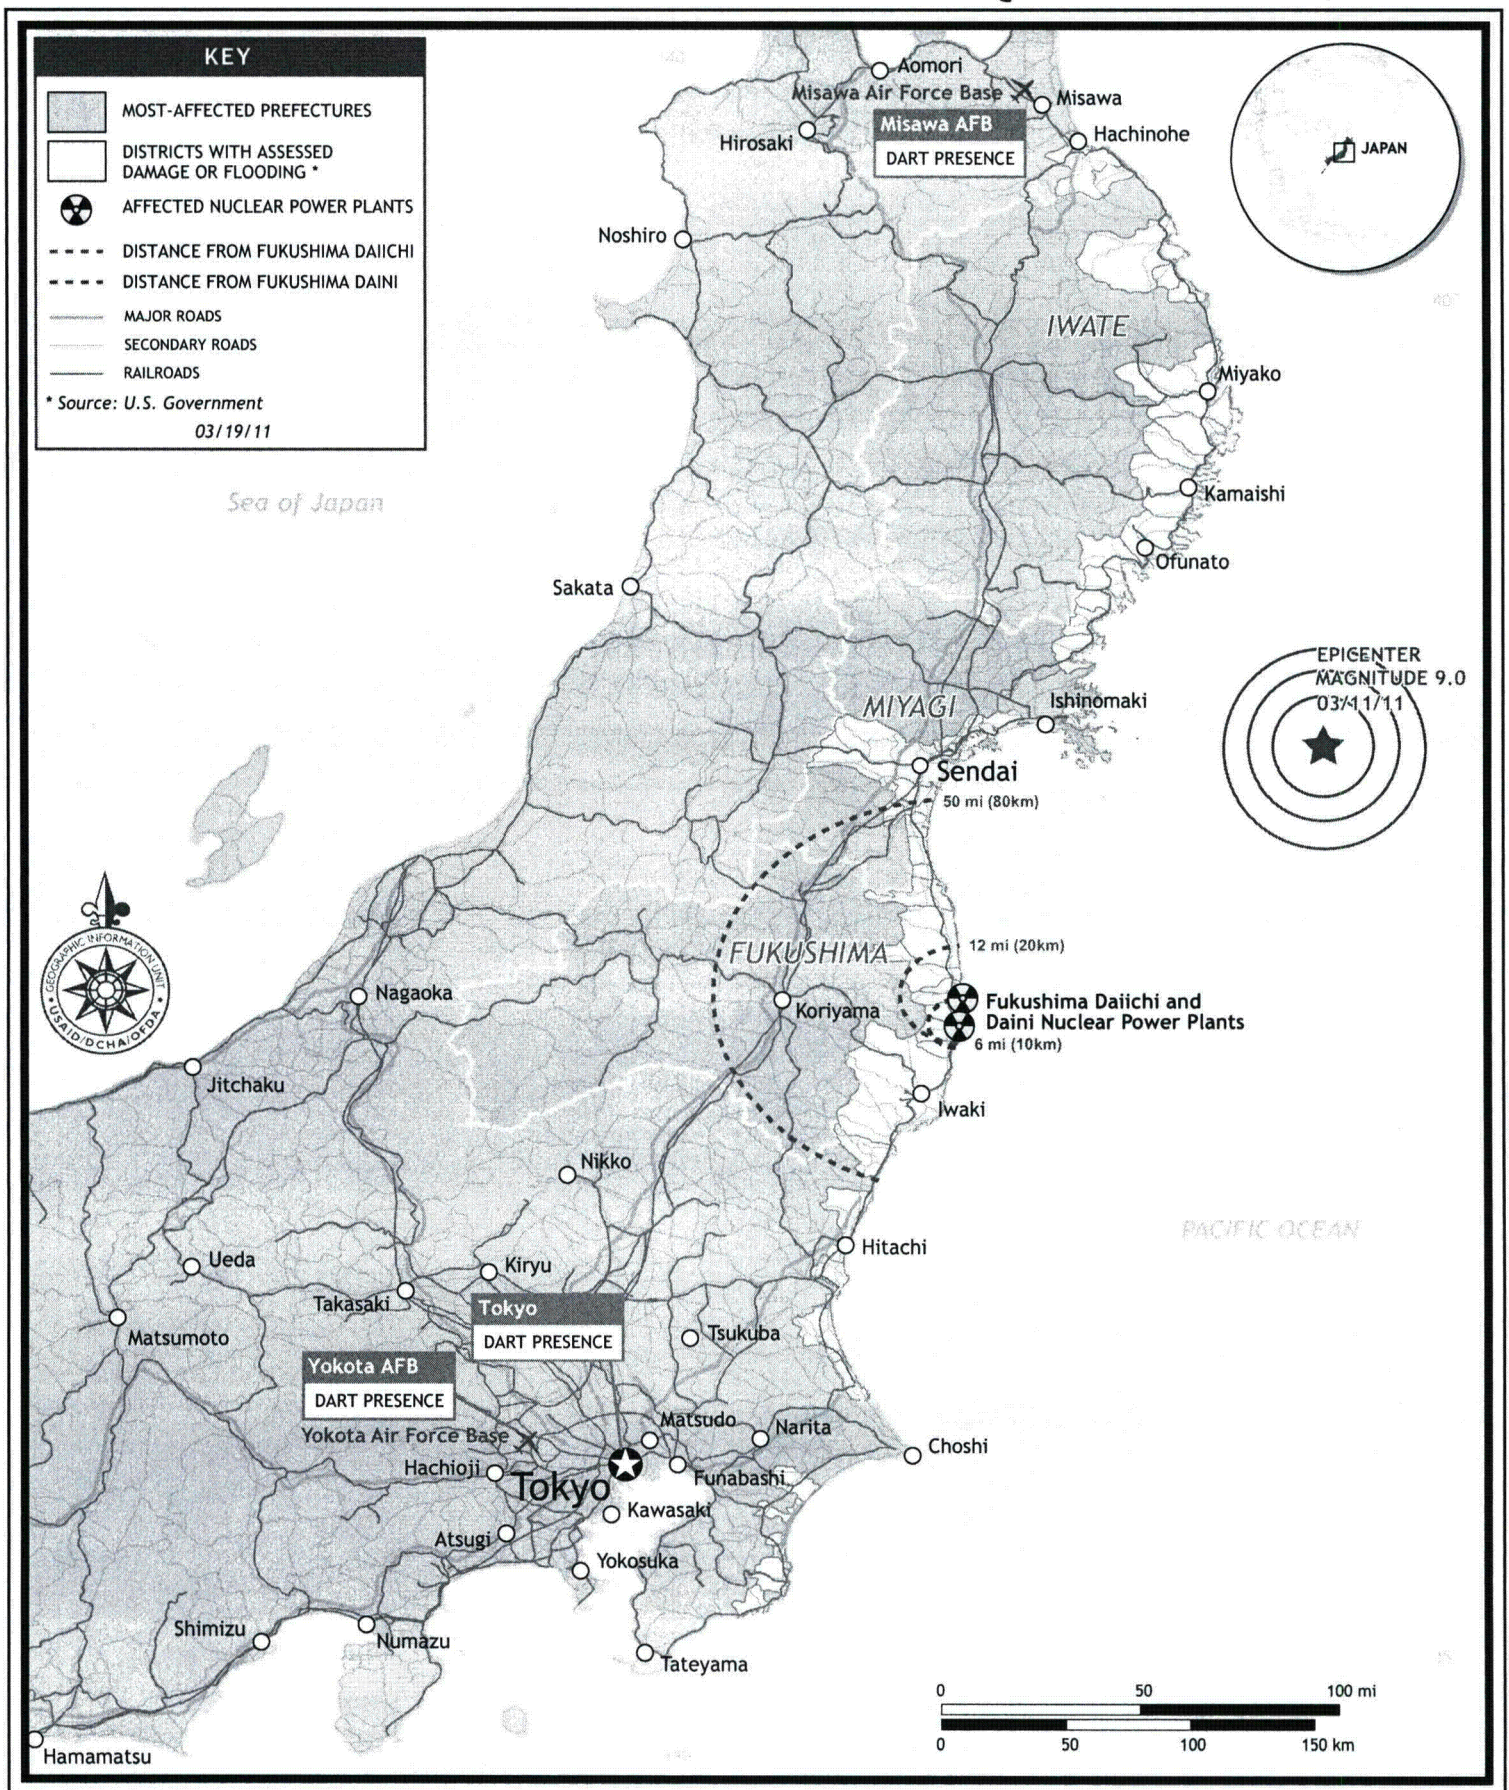 KEY
MOST-AFFECTED PREFECTURES
DISTRICTS WITH ASSESSED
DAMAGE OR FLOODING *
AFFECTED NUCLEAR POWER PLANTS
DISTANCE FROM FUKUSHIMA DAIICHI
DISTANCE FROM FUKUSHIMA DAINI
MAJOR ROADS
SECONDARY ROADS
RAILROADS
* Source: U.S. Government
03/19/11
Aomori
Misawa Air Force Base
Misawa
Misawa AFB
DART PRESENCE
Hirosaki
Hachinohe
JAPAN
Noshiro
40°
IWATE
Miyako
Sea of Japan
Kamaishi
Ofunato
Sakata
EPICENTER
MAGNITUDE 9.0
03/11/11
MIYAGI
Ishinomaki
Sendai
50 mi (80km)
FUKUSHIMA
12 mi (20km)
GEOGRAPHIC INFORMATION UNIT
USAID/DCHA/OFDA
Nagaoka
Koriyama
Fukushima Daiichi and
Daini Nuclear Power Plants
6 mi (10km)
Jitchaku
Iwaki
Nikko
PACIFIC OCEAN
Hitachi
Ueda
Kiryu
Takasaki
Tokyo
DART PRESENCE
Matsumoto
Tsukuba
Yokota AFB
DART PRESENCE
Yokota Air Force Base
Matsudo
Narita
Choshi
Hachioji
Tokyo
Funabashi
Kawasaki
Atsugi
Yokosuka
Shimizu
Numazu
Tateyama
Hamamatsu
0 50 100 mi
0 50 100 150 km